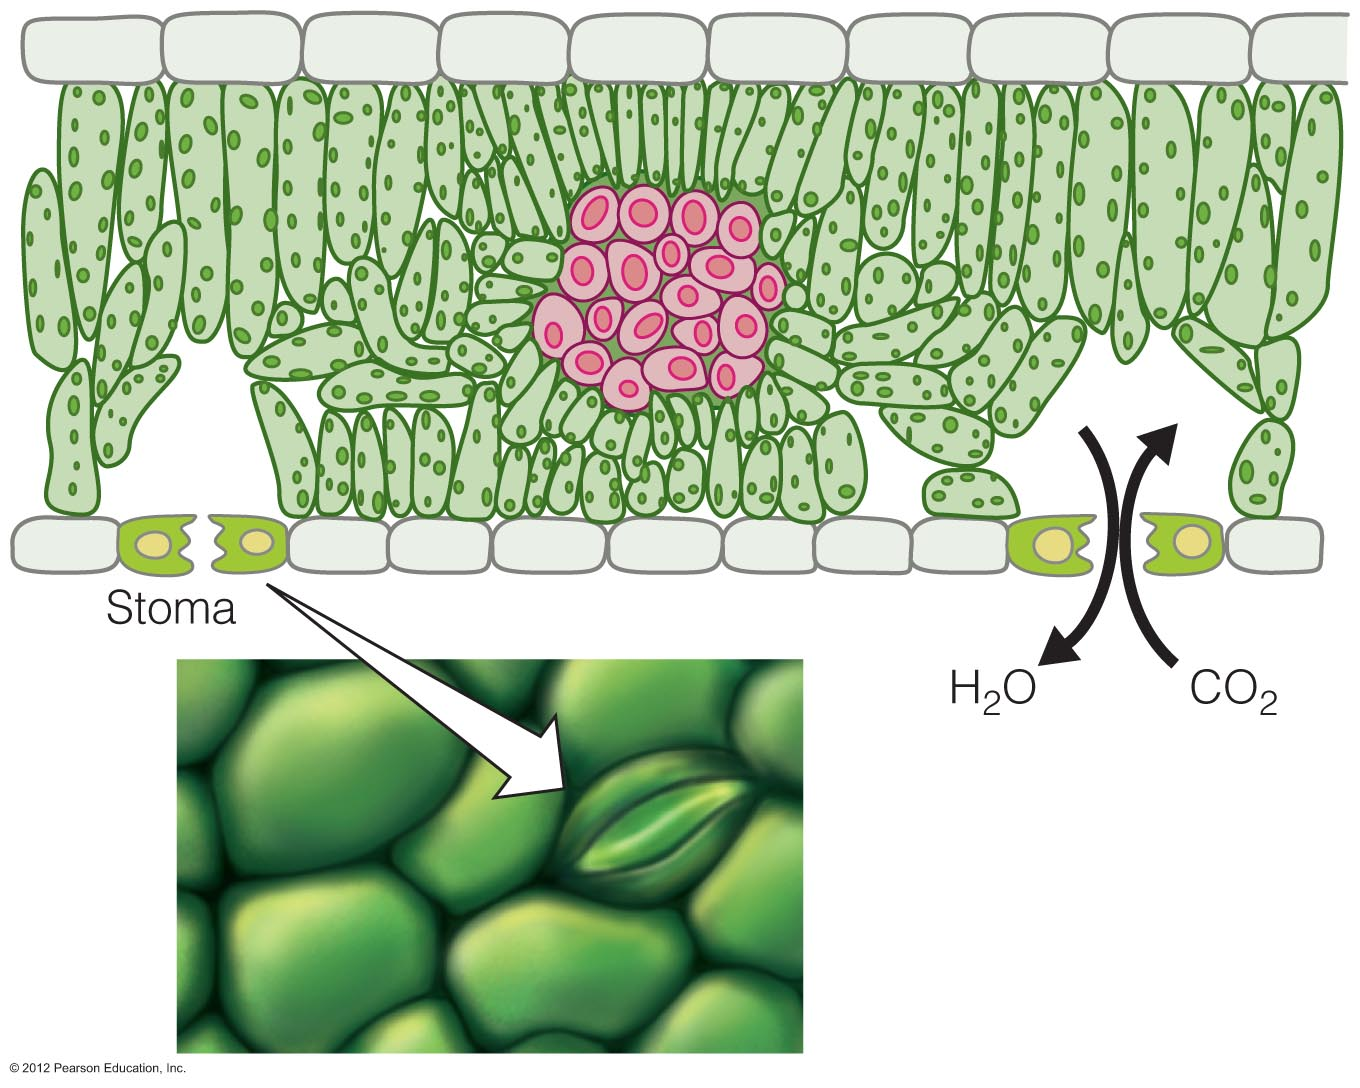 Stoma
H₂O
CO₂
© 2012 Pearson Education, Inc.